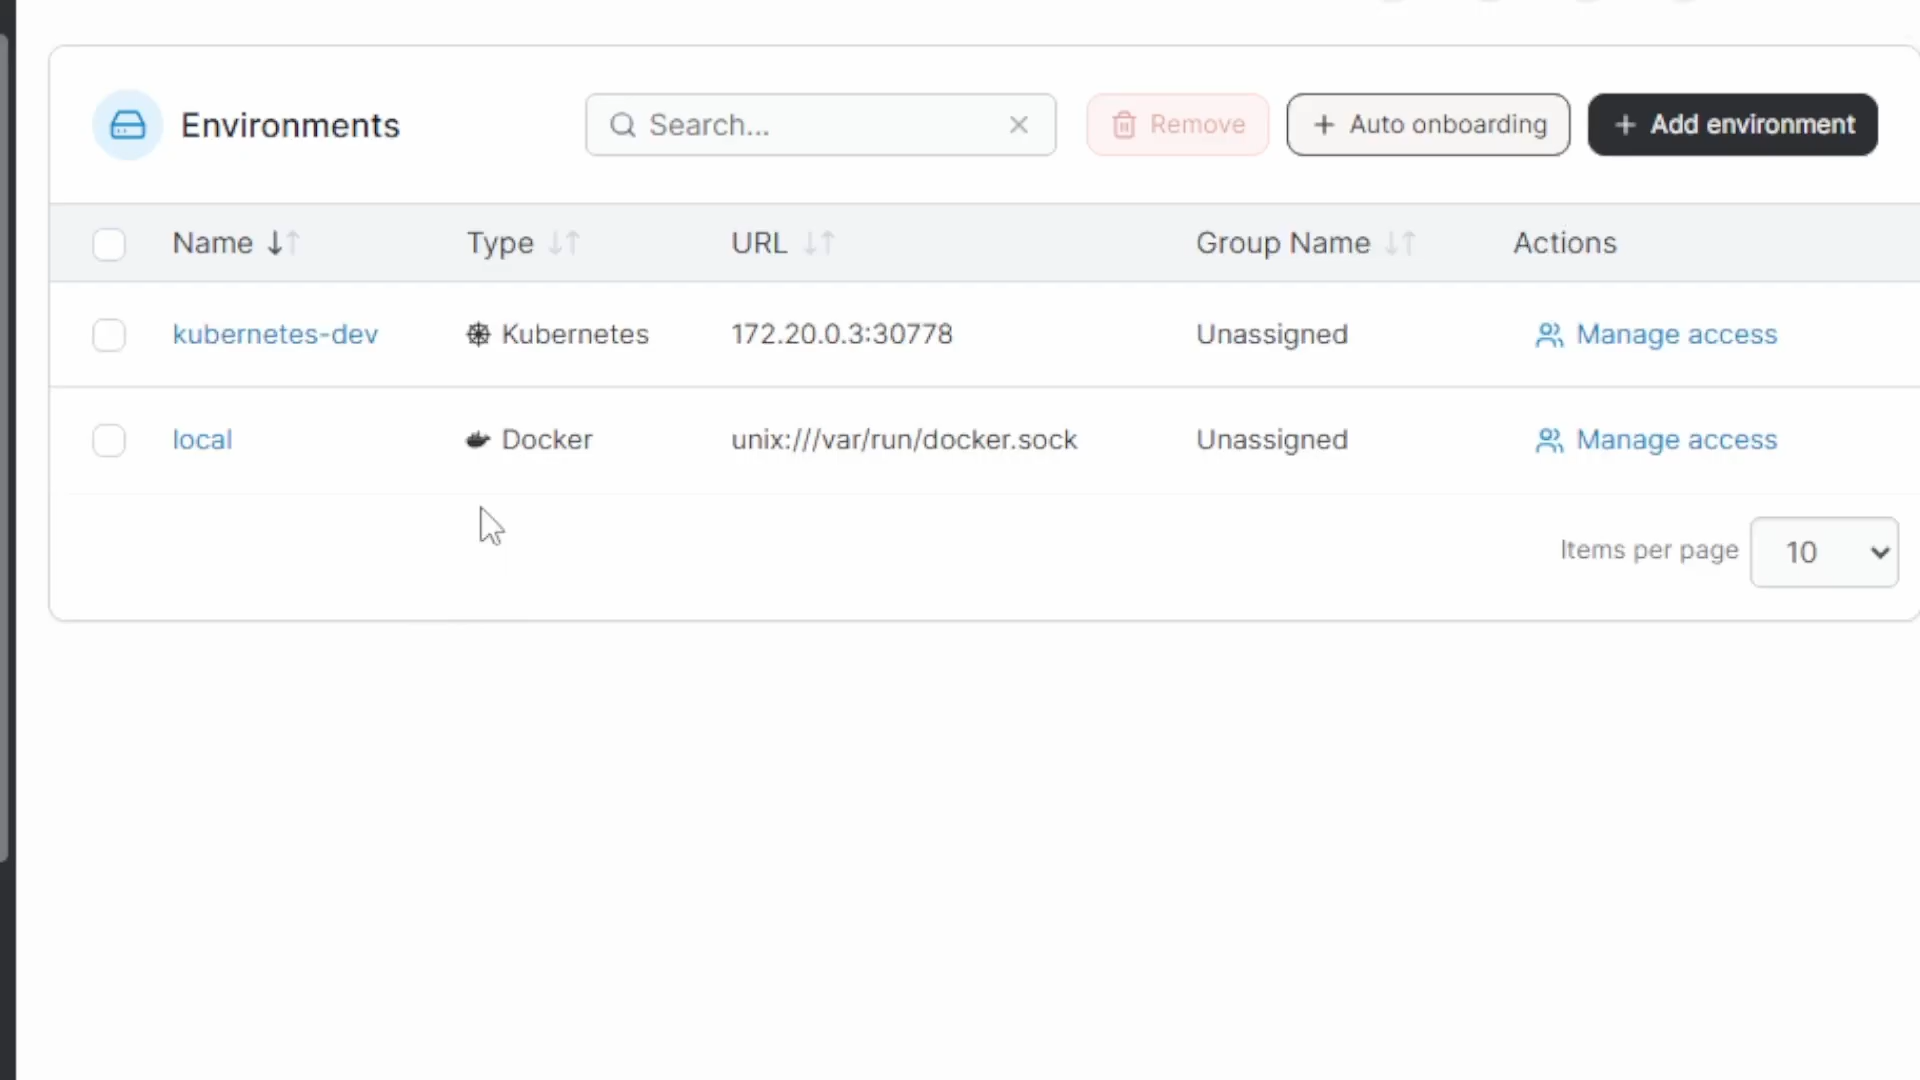 Environments
Search...
Remove
+ Auto onboarding
+ Add environment
Name
Type
URL
Group Name
Actions
kubernetes-dev
Kubernetes
172.20.0.3:30778
Unassigned
Manage access
local
Docker
unix:///var/run/docker.sock
Unassigned
Manage access
Items per page
10